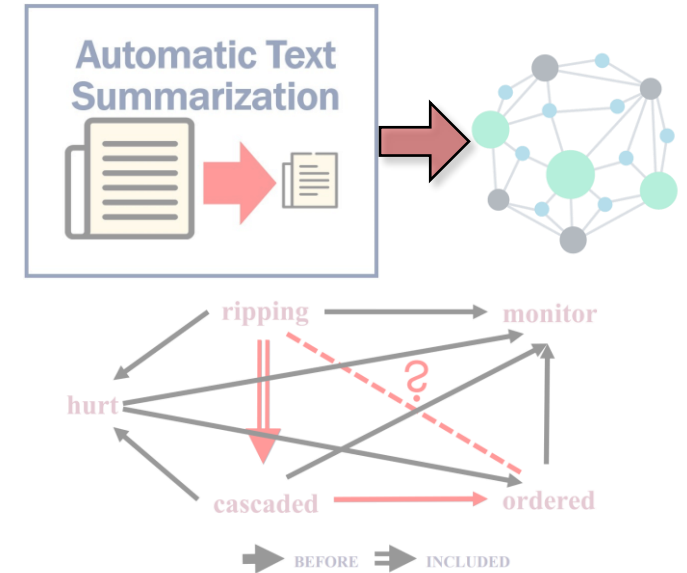 Automatic Text
Summarization
ripping
monitor
?
hurt
cascaded
ordered
BEFORE
INCLUDED